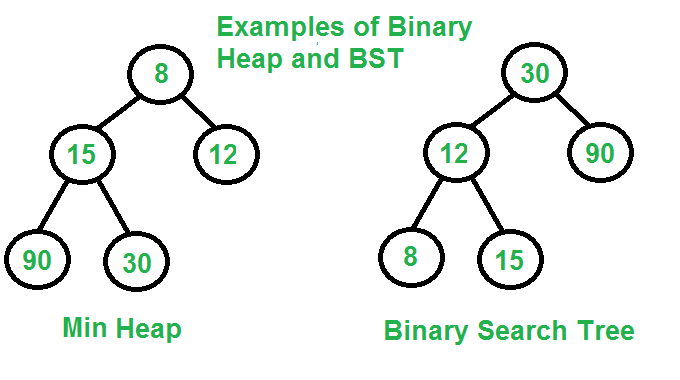 Examples of Binary
Heap and BST
8
15
12
90
30
Min Heap
30
12
90
8
15
Binary Search Tree